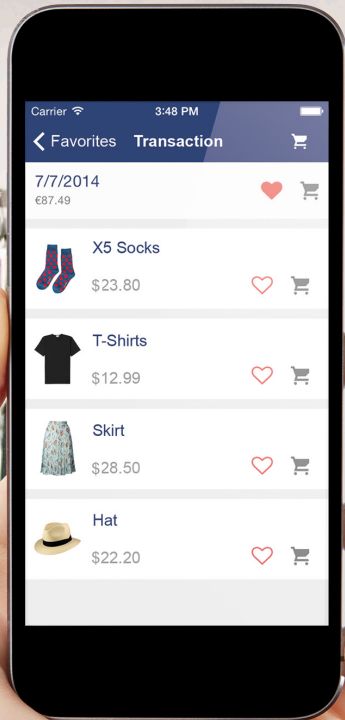 Carrier 3:48 PM
Favorites Transaction
7/7/2014
€87.49
X5 Socks
$23.80
T-Shirts
$12.99
Skirt
$28.50
Hat
$22.20